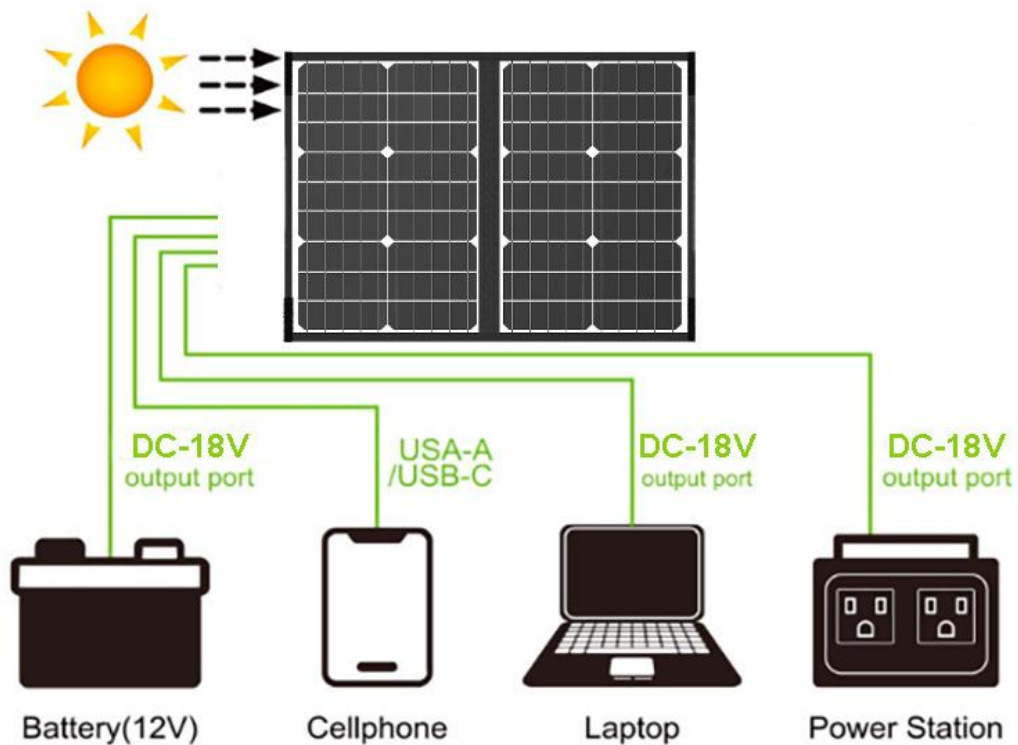 DC-18V
output port
USA-A
/USB-C
DC-18V
output port
DC-18V
output port
Battery(12V)
Cellphone
Laptop
Power Station